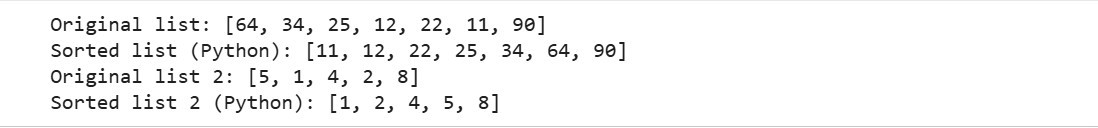 Original list: [64, 34, 25, 12, 22, 11, 90]
Sorted list (Python): [11, 12, 22, 25, 34, 64, 90]
Original list 2: [5, 1, 4, 2, 8]
Sorted list 2 (Python): [1, 2, 4, 5, 8]